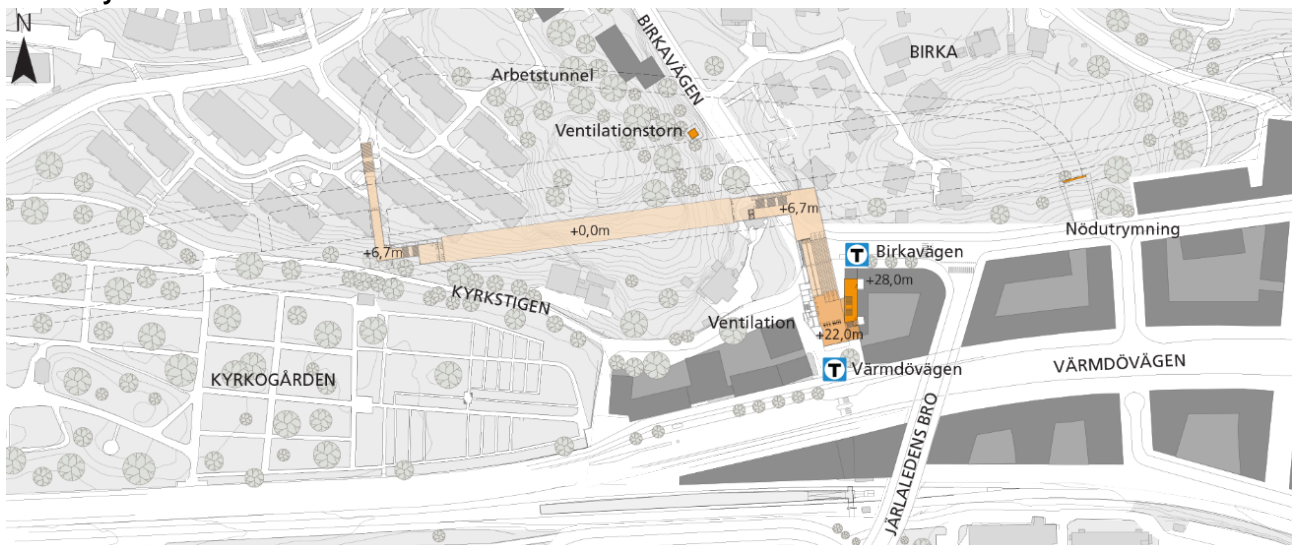 N
BIRKAVÄGEN
BIRKA
Arbetstunnel
Ventilationstorn
+6,7m
+0,0m
Nödutrymning
+6,7m
T Birkavägen
+28,0m
KYRKSTIGEN
Ventilation
+22,0m
T Värmdövägen
VÄRMDÖVÄGEN
KYRKOGÅRDEN
JÄRLALEDENS BRO